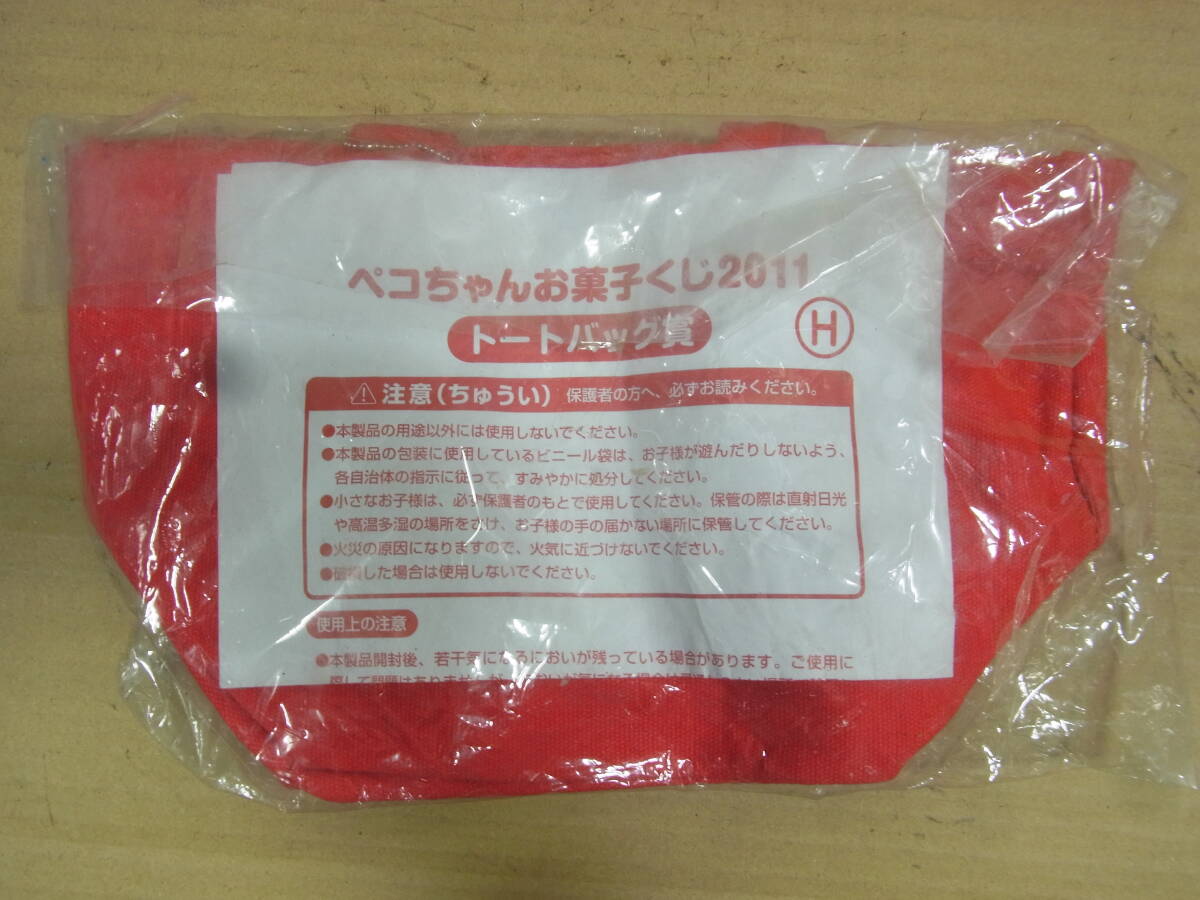 ペコちゃんお菓子くじ2011
トートバッグ賞
H
注意(ちゅうい) 保護者の方へ、必ずお読みください。
●本製品の用途以外には使用しないでください。
●本製品の包装に使用しているビニール袋は、お子様が遊んだりしないよう、
各自治体の指示に従って、すみやかに処分してください。
●小さなお子様は、必ず保護者のもとで使用してください。保管の際は直射日光
や高温多湿の場所をさけ、お子様の手の届かない場所に保管してください。
●火災の原因になりますので、火気に近づけないでください。
●破損した場合は使用しないでください。
使用上の注意
●本製品開封後、若干気になるにおいが残っている場合があります。ご使用に